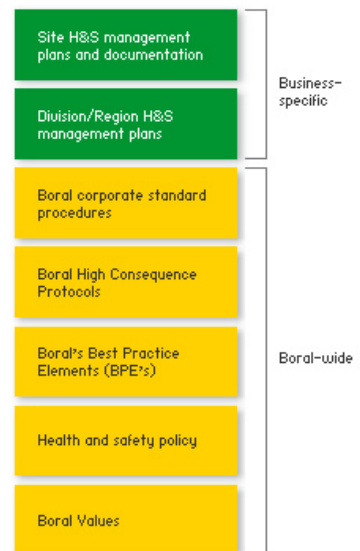 Site H&S management
plans and documentation
Business-
specific
Division/Region H&S
management plans
Boral corporate standard
procedures
Boral High Consequence
Protocols
Boral's Best Practice
Elements (BPE's)
Boral-wide
Health and safety policy
Boral Values